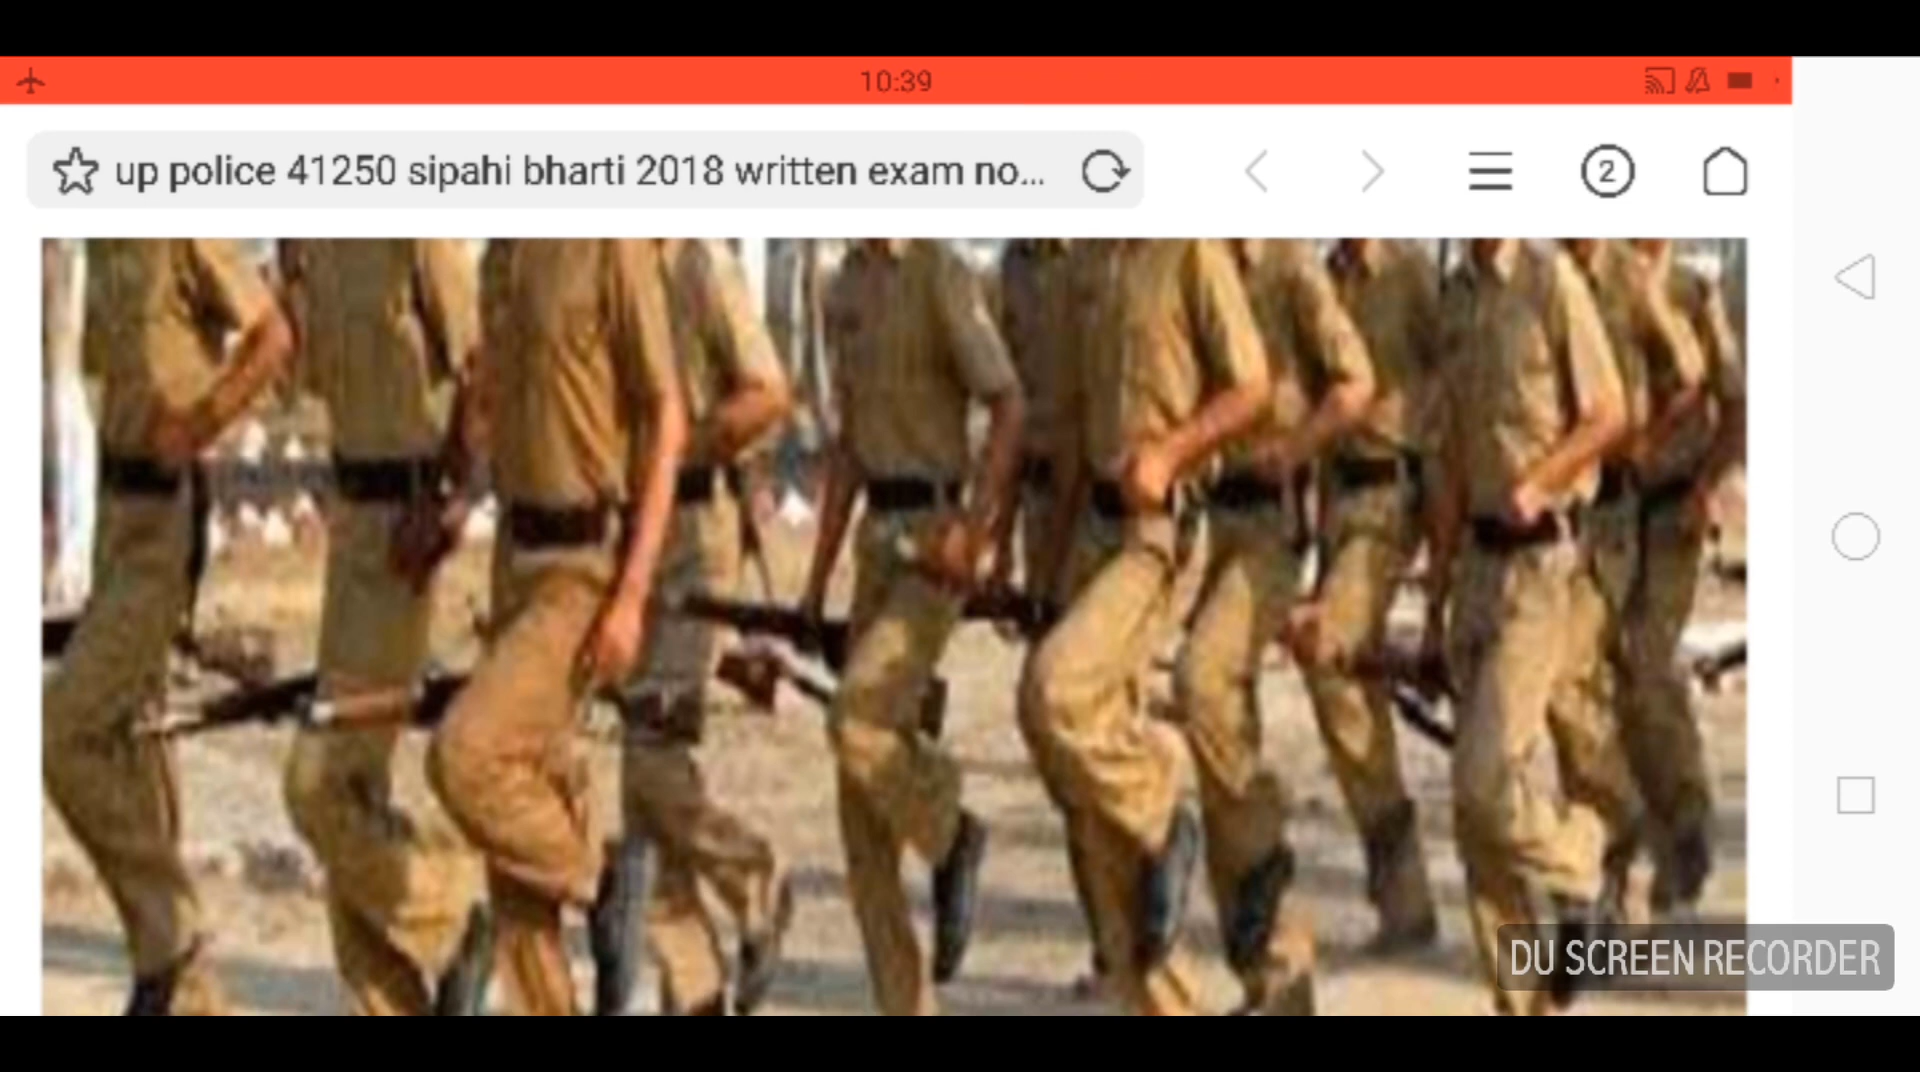 10:39
up police 41250 sipahi bharti 2018 written exam no...
2
DU SCREEN RECORDER